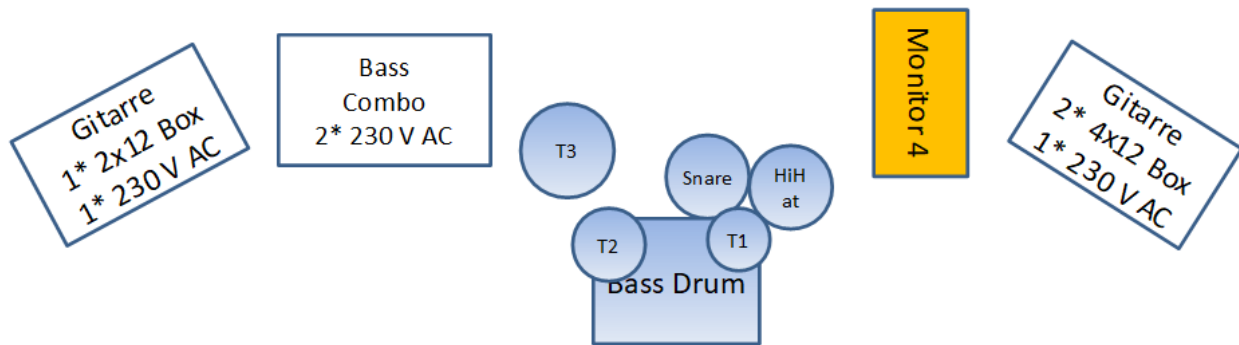 Gitarre
1* 2x12 Box
1* 230 V AC
Bass
Combo
2* 230 V AC
T3
Snare
HiH
at
T2
T1
Bass Drum
Monitor 4
Gitarre
2* 4x12 Box
1* 230 V AC